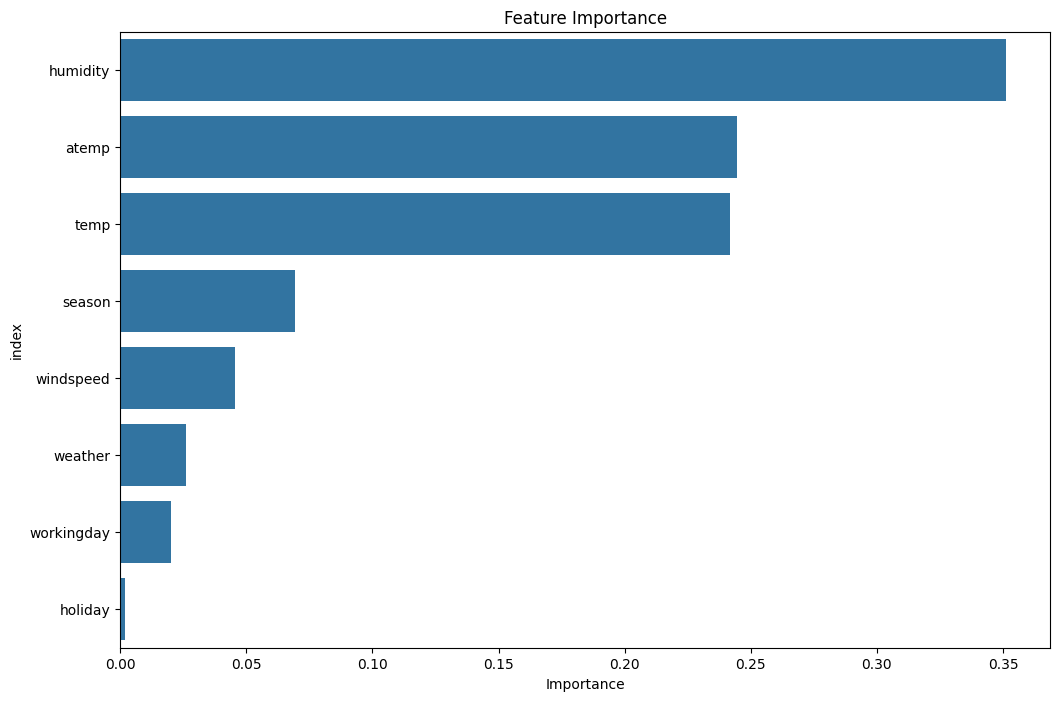 Feature Importance
humidity
atemp
temp
season
windspeed
weather
workingday
holiday
index
0.00 0.05 0.10 0.15 0.20 0.25 0.30 0.35
Importance